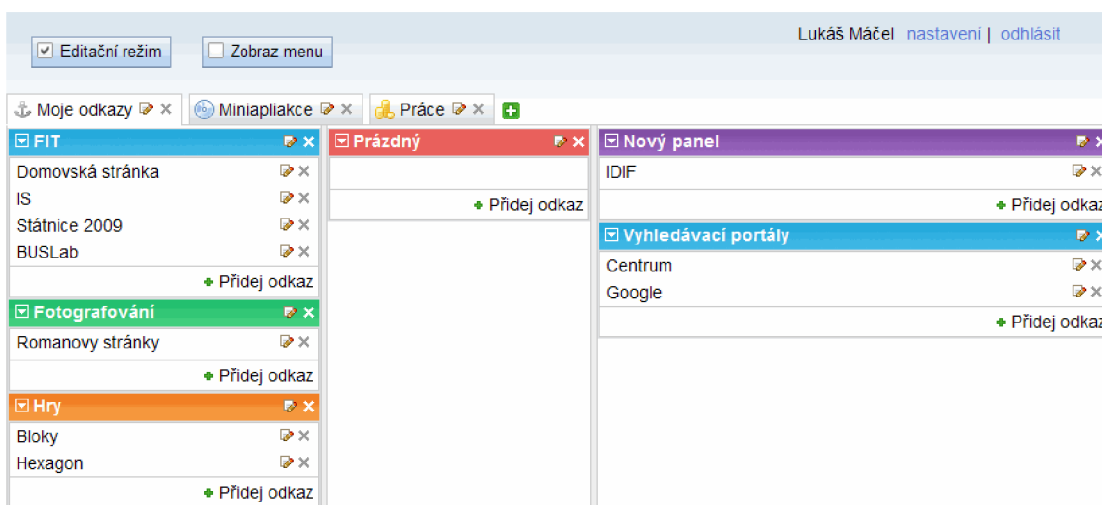 Editační režim
Zobraz menu
Lukáš Máčel nastavení | odhlásit
Moje odkazy
Miniapliakce
Práce
FIT
Domovská stránka
IS
Státnice 2009
BUSLab
Přidej odkaz
Fotografování
Romanovy stránky
Přidej odkaz
Hry
Bloky
Hexagon
Přidej odkaz
Prázdný
Přidej odkaz
Nový panel
IDIF
Přidej odkaz
Vyhledávací portály
Centrum
Google
Přidej odkaz